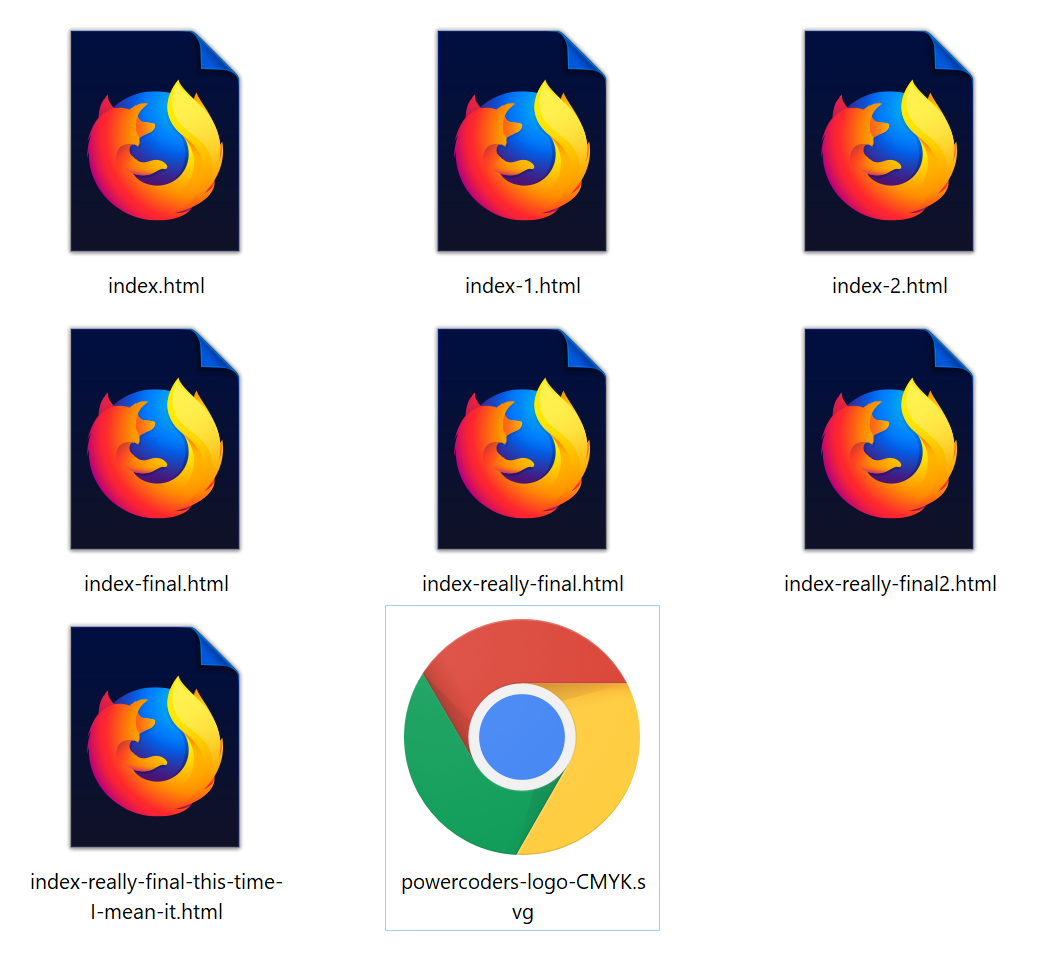 index.html
index-1.html
index-2.html
index-final.html
index-really-final.html
index-really-final2.html
index-really-final-this-time-
I-mean-it.html
powercoders-logo-CMYK.s
vg